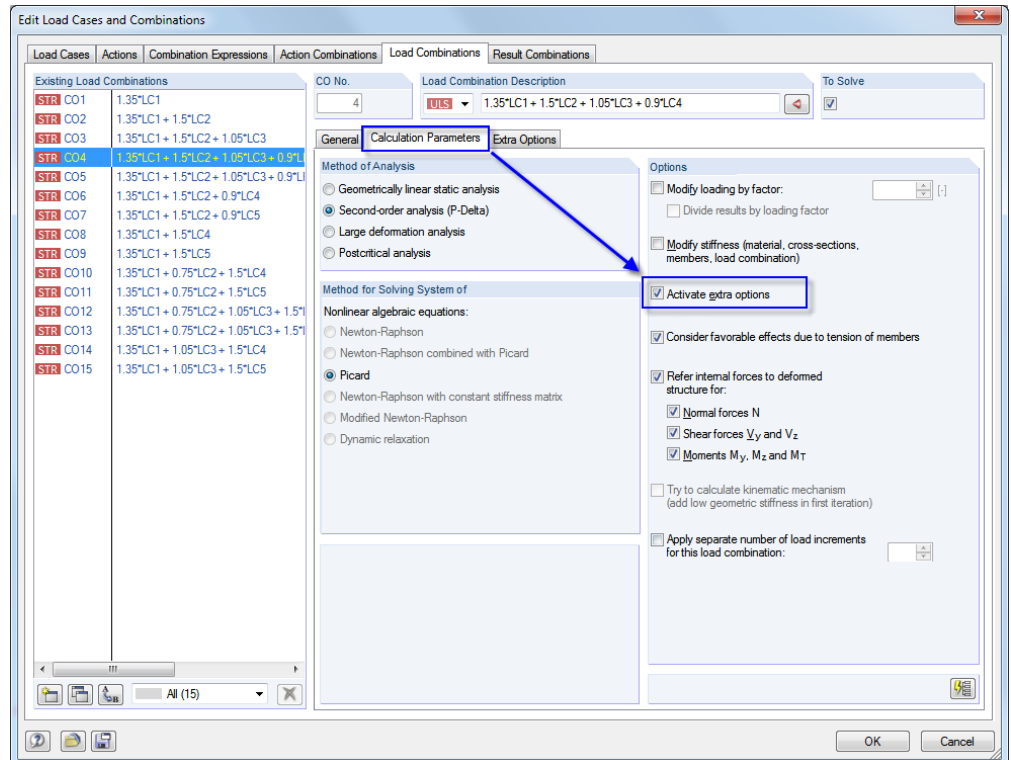 Edit Load Cases and Combinations
Load Cases
Actions
Combination Expressions
Action Combinations
Load Combinations
Result Combinations
Existing Load Combinations
STR CO1 1.35*LC1
STR CO2 1.35*LC1 + 1.5*LC2
STR CO3 1.35*LC1 + 1.5*LC2 + 1.05*LC3
STR CO4 1.35*LC1 + 1.5*LC2 + 1.05*LC3 + 0.9*L
STR CO5 1.35*LC1 + 1.5*LC2 + 1.05*LC3 + 0.9*L
STR CO6 1.35*LC1 + 1.5*LC2 + 0.9*LC4
STR CO7 1.35*LC1 + 1.5*LC2 + 0.9*LC5
STR CO8 1.35*LC1 + 1.5*LC4
STR CO9 1.35*LC1 + 1.5*LC5
STR CO10 1.35*LC1 + 0.75*LC2 + 1.5*LC4
STR CO11 1.35*LC1 + 0.75*LC2 + 1.5*LC5
STR CO12 1.35*LC1 + 0.75*LC2 + 1.05*LC3 + 1.5*
STR CO13 1.35*LC1 + 0.75*LC2 + 1.05*LC3 + 1.5*
STR CO14 1.35*LC1 + 1.05*LC3 + 1.5*LC4
STR CO15 1.35*LC1 + 1.05*LC3 + 1.5*LC5
All (15)
CO No.
4
Load Combination Description
ULS 1.35*LC1 + 1.5*LC2 + 1.05*LC3 + 0.9*LC4
To Solve
General
Calculation Parameters
Extra Options
Method of Analysis
Geometrically linear static analysis
Second-order analysis (P-Delta)
Large deformation analysis
Postcritical analysis
Method for Solving System of
Nonlinear algebraic equations:
Newton-Raphson
Newton-Raphson combined with Picard
Picard
Newton-Raphson with constant stiffness matrix
Modified Newton-Raphson
Dynamic relaxation
Options
Modify loading by factor: [-]
Divide results by loading factor
Modify stiffness (material, cross-sections,
members, load combination)
Activate extra options
Consider favorable effects due to tension of members
Refer internal forces to deformed
structure for:
Normal forces N
Shear forces Vy and Vz
Moments My, Mz and MT
Try to calculate kinematic mechanism
(add low geometric stiffness in first iteration)
Apply separate number of load increments
for this load combination:
OK
Cancel